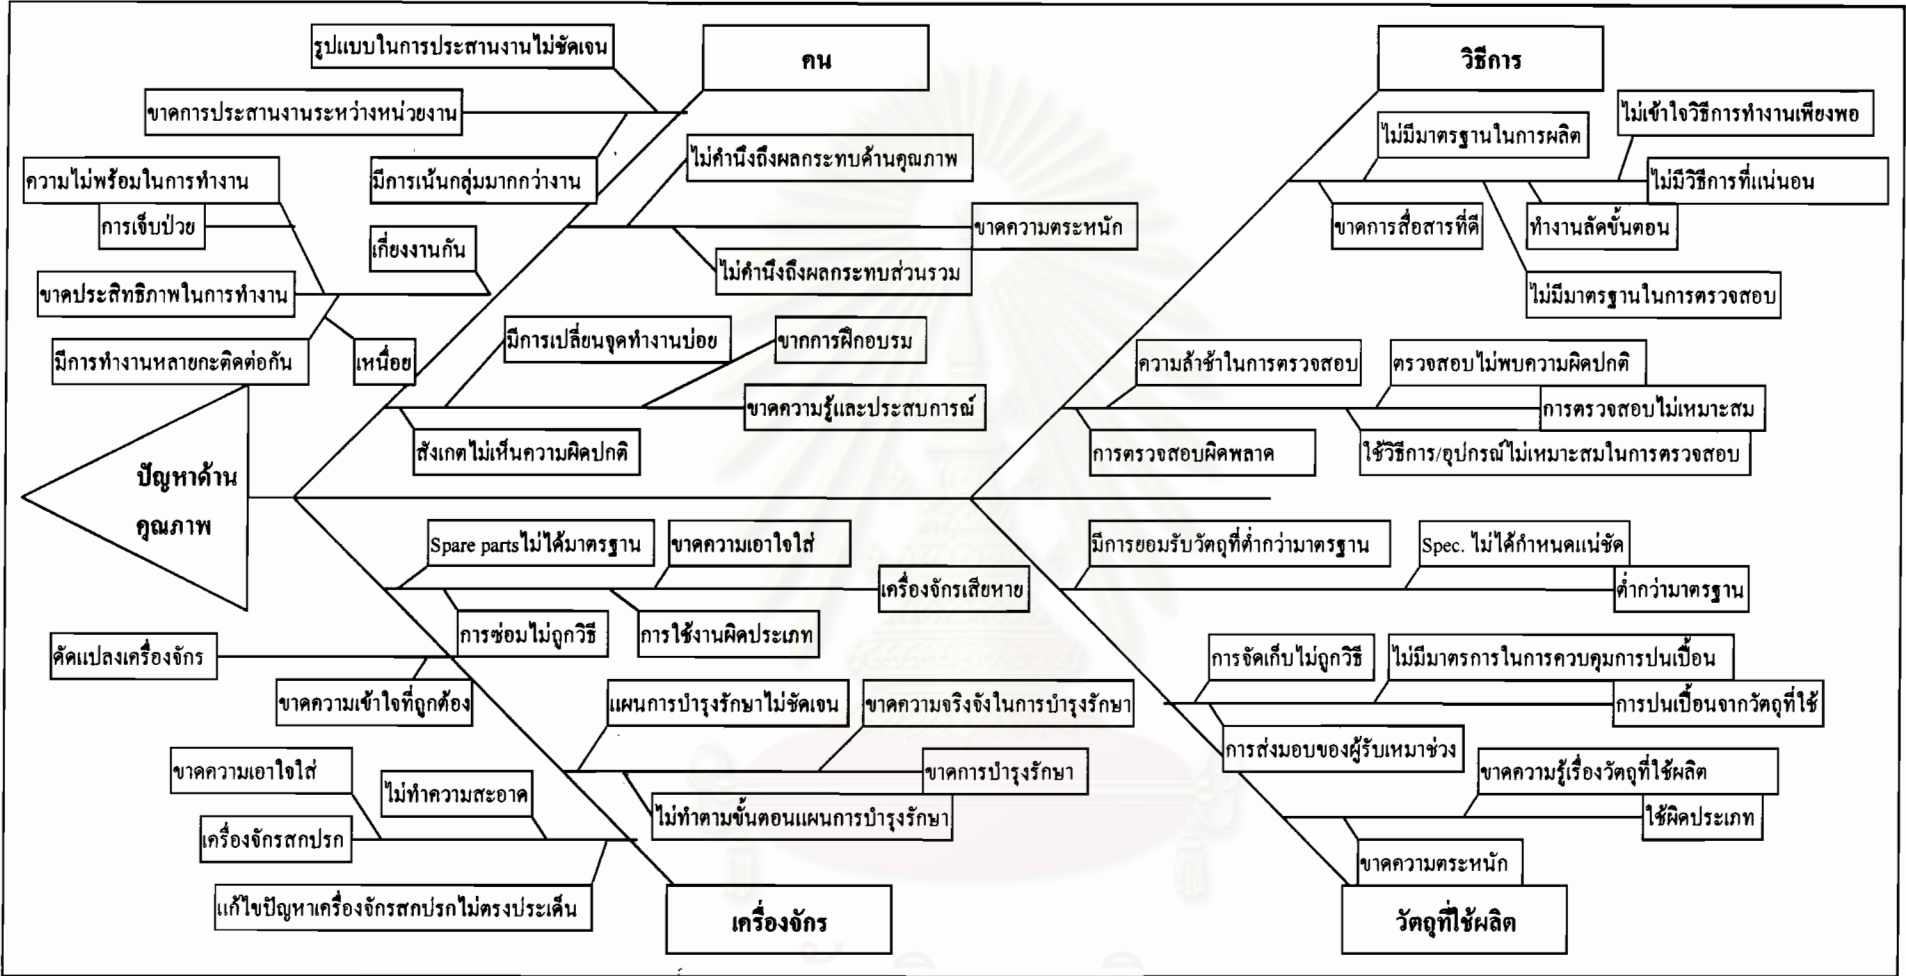 รูปแบบในการประสานงานไม่ชัดเจน
คน
วิธีการ
ขาดการประสานงานระหว่างหน่วยงาน
ไม่เข้าใจวิธีการทำงานเพียงพอ
ไม่มีมาตรฐานในการผลิต
ไม่คำนึงถึงผลกระทบด้านคุณภาพ
ความไม่พร้อมในการทำงาน
มีการเน้นกลุ่มมากกว่างาน
ไม่มีวิธีการที่แน่นอน
การเจ็บป่วย
ขาดความตระหนัก
ขาดการสื่อสารที่ดี
ทำงานลัดขั้นตอน
เกี่ยงงานกัน
ไม่คำนึงถึงผลกระทบส่วนรวม
ขาดประสิทธิภาพในการทำงาน
ไม่มีมาตรฐานในการตรวจสอบ
มีการเปลี่ยนจุดทำงานบ่อย
ขากการฝึกอบรม
มีการทำงานหลายกะติดต่อกัน
เหนื่อย
ความล้าช้าในการตรวจสอบ
ตรวจสอบไม่พบความผิดปกติ
ขาดความรู้และประสบการณ์
การตรวจสอบไม่เหมาะสม
สังเกตไม่เห็นความผิดปกติ
การตรวจสอบผิดพลาด
ใช้วิธีการ/อุปกรณ์ไม่เหมาะสมในการตรวจสอบ
ปัญหาด้าน
คุณภาพ
Spare partsไม่ได้มาตรฐาน
ขาดความเอาใจใส่
มีการยอมรับวัตถุที่ต่ำกว่ามาตรฐาน
Spec. ไม่ได้กำหนดแน่ชัด
เครื่องจักรเสียหาย
ต่ำกว่ามาตรฐาน
การซ่อมไม่ถูกวิธี
การใช้งานผิดประเภท
ดัดแปลงเครื่องจักร
การจัดเก็บไม่ถูกวิธี
ไม่มีมาตรการในการควบคุมการปนเปื้อน
ขาดความเข้าใจที่ถูกต้อง
แผนการบำรุงรักษาไม่ชัดเจน
ขาดความจริงจังในการบำรุงรักษา
การปนเปื้อนจากวัตถุที่ใช้
การส่งมอบของผู้รับเหมาช่วง
ขาดความเอาใจใส่
ขาดการบำรุงรักษา
ขาดความรู้เรื่องวัตถุที่ใช้ผลิต
ไม่ทำความสะอาด
ไม่ทำตามขั้นตอนแผนการบำรุงรักษา
ใช้ผิดประเภท
เครื่องจักรสกปรก
ขาดความตระหนัก
แก้ไขปัญหาเครื่องจักรสกปรกไม่ตรงประเด็น
เครื่องจักร
วัตถุที่ใช้ผลิต